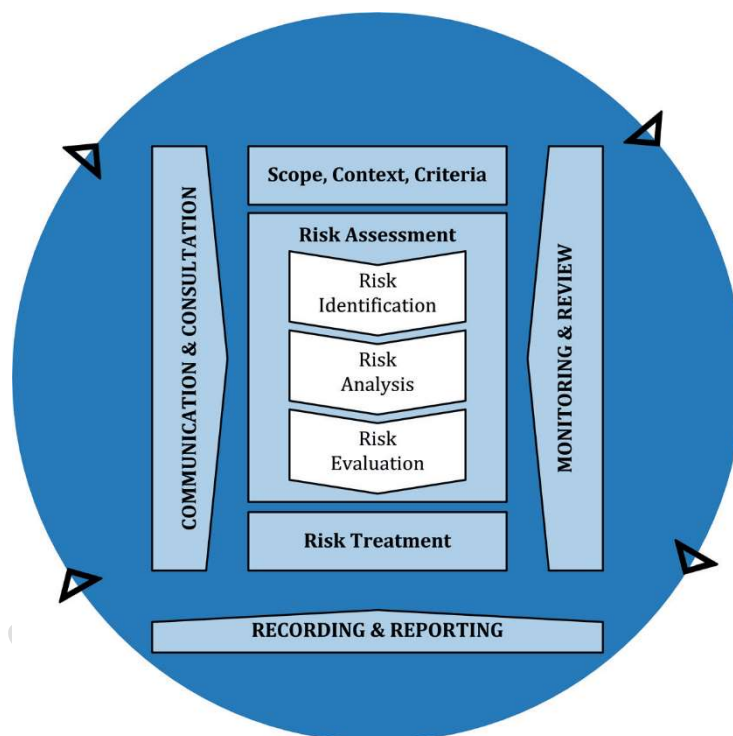 Scope, Context, Criteria
Risk Assessment
Risk
Identification
Risk
Analysis
Risk
Evaluation
Risk Treatment
COMMUNICATION & CONSULTATION
MONITORING & REVIEW
RECORDING & REPORTING